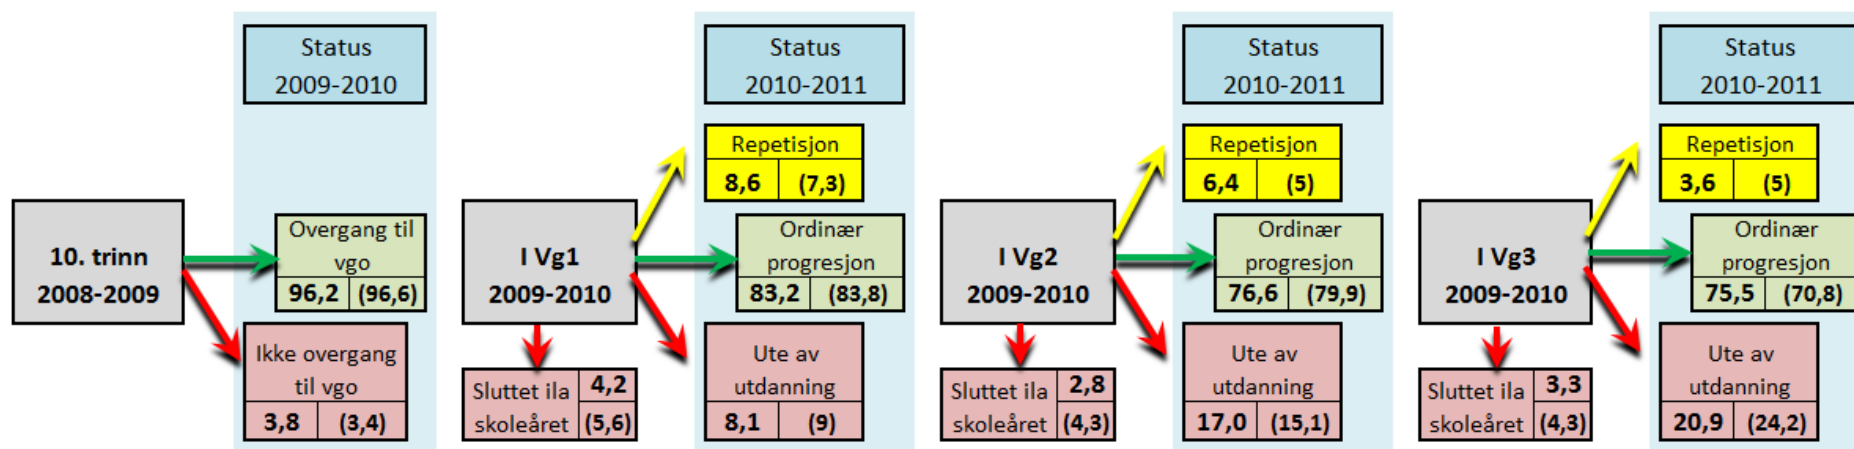 Status
2009-2010
10. trinn
2008-2009
Overgang til
vgo
96,2 (96,6)
Ikke overgang
til vgo
3,8 (3,4)
Status
2010-2011
I Vg1
2009-2010
Repetisjon
8,6 (7,3)
Ordinær
progresjon
83,2 (83,8)
Ute av
utdanning
8,1 (9)
Sluttet ila
skoleåret
4,2
(5,6)
Status
2010-2011
I Vg2
2009-2010
Repetisjon
6,4 (5)
Ordinær
progresjon
76,6 (79,9)
Ute av
utdanning
17,0 (15,1)
Sluttet ila
skoleåret
2,8
(4,3)
Status
2010-2011
I Vg3
2009-2010
Repetisjon
3,6 (5)
Ordinær
progresjon
75,5 (70,8)
Ute av
utdanning
20,9 (24,2)
Sluttet ila
skoleåret
3,3
(4,3)